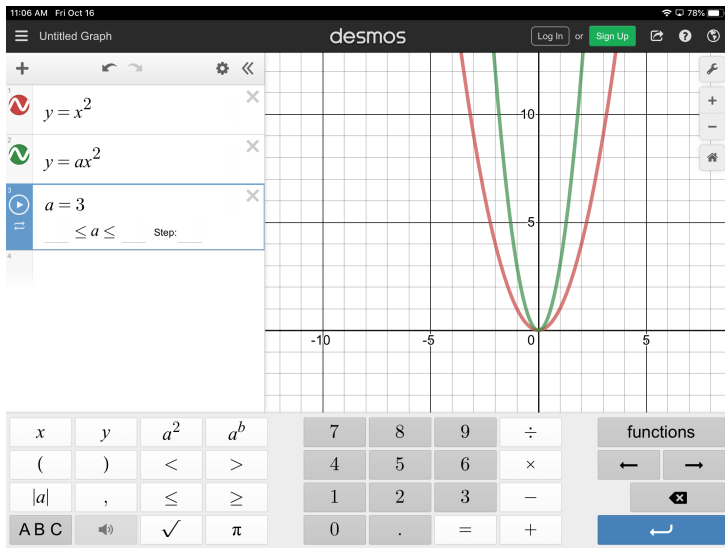 11:06 AM Fri Oct 16 78%
Untitled Graph desmos Log In or Sign Up
1
y = x²
2
y = ax²
3
a = 3
≤ a ≤ Step:
4
10
5
-10 -5 0 5
x y a² aᵇ 7 8 9 ÷ functions
( ) < > 4 5 6 × ← →
|a| , ≤ ≥ 1 2 3 −
A B C √ π 0 . = +